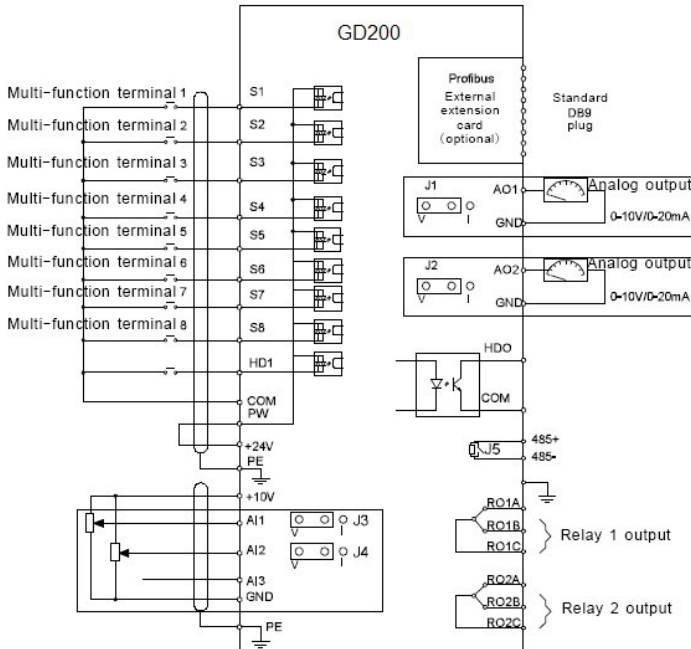 GD200
Multi-function terminal 1
S1
Multi-function terminal 2
S2
Multi-function terminal 3
S3
Multi-function terminal 4
S4
Multi-function terminal 5
S5
Multi-function terminal 6
S6
Multi-function terminal 7
S7
Multi-function terminal 8
S8
HD1
COM
PW
+24V
PE
+10V
AI1
V
I
J3
AI2
V
I
J4
AI3
GND
PE
Profibus
External
extension
card
(optional)
Standard
DB9
plug
J1
V
I
AO1
GND
Analog output
0-10V/0-20mA
J2
V
I
AO2
GND
Analog output
0-10V/0-20mA
HDO
COM
J5
485+
485-
RO1A
RO1B
RO1C
Relay 1 output
RO2A
RO2B
RO2C
Relay 2 output